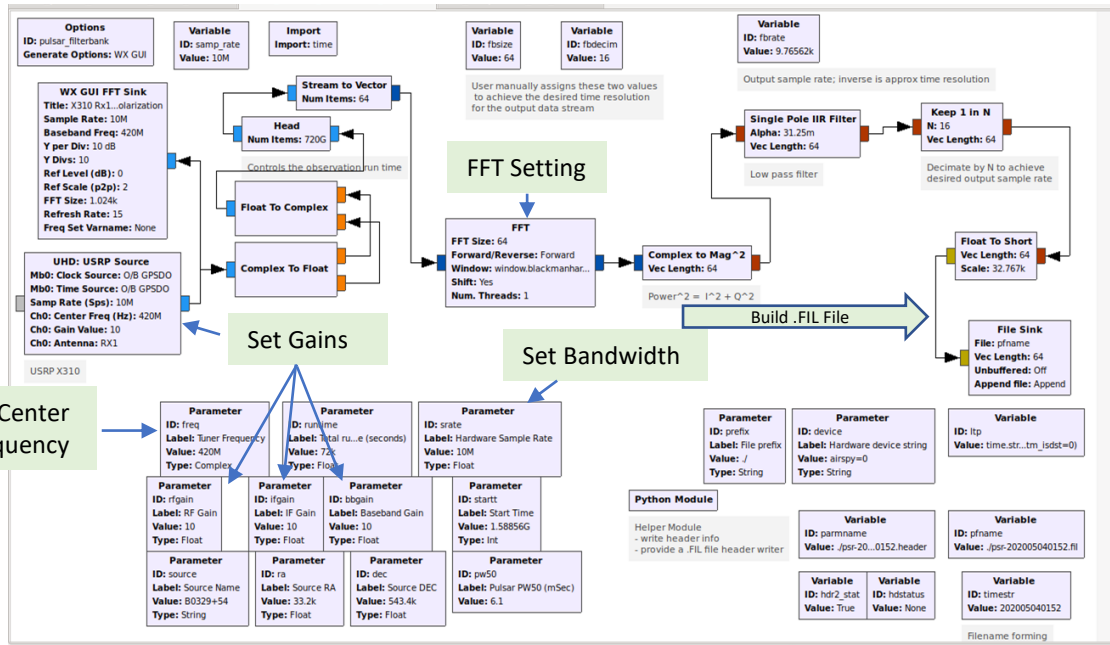 Options
ID: pulsar_filterbank
Generate Options: WX GUI
Variable
ID: samp_rate
Value: 10M
Import
Import: time
Variable
ID: fbsize
Value: 64
Variable
ID: fbdecim
Value: 16
User manually assigns these two values
to achieve the desired time resolution
for the output data stream
Variable
ID: fbrate
Value: 9.76562k
Output sample rate; inverse is approx time resolution
WX GUI FFT Sink
Title: X310 Rx1...olarization
Sample Rate: 10M
Baseband Freq: 420M
Y per Div: 10 dB
Y Divs: 10
Ref Level (dB): 0
Ref Scale (p2p): 2
FFT Size: 1.024k
Refresh Rate: 15
Freq Set Varname: None
Stream to Vector
Num Items: 64
Head
Num Items: 720G
Controls the observation run time
Float To Complex
Complex To Float
UHD: USRP Source
Mb0: Clock Source: O/B GPSDO
Mb0: Time Source: O/B GPSDO
Samp Rate (Sps): 10M
Ch0: Center Freq (Hz): 420M
Ch0: Gain Value: 10
Ch0: Antenna: RX1
USRP X310
FFT Setting
FFT
FFT Size: 64
Forward/Reverse: Forward
Window: window.blackmanhar...
Shift: Yes
Num. Threads: 1
Complex to Mag^2
Vec Length: 64
Power^2 = I^2 + Q^2
Single Pole IIR Filter
Alpha: 31.25m
Vec Length: 64
Low pass filter
Keep 1 in N
N: 16
Vec Length: 64
Decimate by N to achieve
desired output sample rate
Float To Short
Vec Length: 64
Scale: 32.767k
Build .FIL File
File Sink
File: pfname
Vec Length: 64
Unbuffered: Off
Append file: Append
Set Gains
Set Bandwidth
Center
quency
Parameter
ID: freq
Label: Tuner Frequency
Value: 420M
Type: Complex
Parameter
ID: runtime
Label: Total ru...e (seconds)
Value: 72k
Type: Float
Parameter
ID: srate
Label: Hardware Sample Rate
Value: 10M
Type: Float
Parameter
ID: rfgain
Label: RF Gain
Value: 10
Type: Float
Parameter
ID: ifgain
Label: IF Gain
Value: 10
Type: Float
Parameter
ID: bbgain
Label: Baseband Gain
Value: 10
Type: Float
Parameter
ID: startt
Label: Start Time
Value: 1.58856G
Type: Int
Parameter
ID: source
Label: Source Name
Value: B0329+54
Type: String
Parameter
ID: ra
Label: Source RA
Value: 33.2k
Type: Float
Parameter
ID: dec
Label: Source DEC
Value: 543.4k
Type: Float
Parameter
ID: pw50
Label: Pulsar PW50 (mSec)
Value: 6.1
Parameter
ID: prefix
Label: File prefix
Value: ./
Type: String
Parameter
ID: device
Label: Hardware device string
Value: airspy=0
Type: String
Variable
ID: ltp
Value: time.str...tm_isdst=0)
Python Module
Helper Module
- write header info
- provide a .FIL file header writer
Variable
ID: parmname
Value: ./psr-20...0152.header
Variable
ID: pfname
Value: ./psr-202005040152.fil
Variable
ID: hdr2_stat
Value: True
Variable
ID: hdstatus
Value: None
Variable
ID: timestr
Value: 202005040152
Filename forming